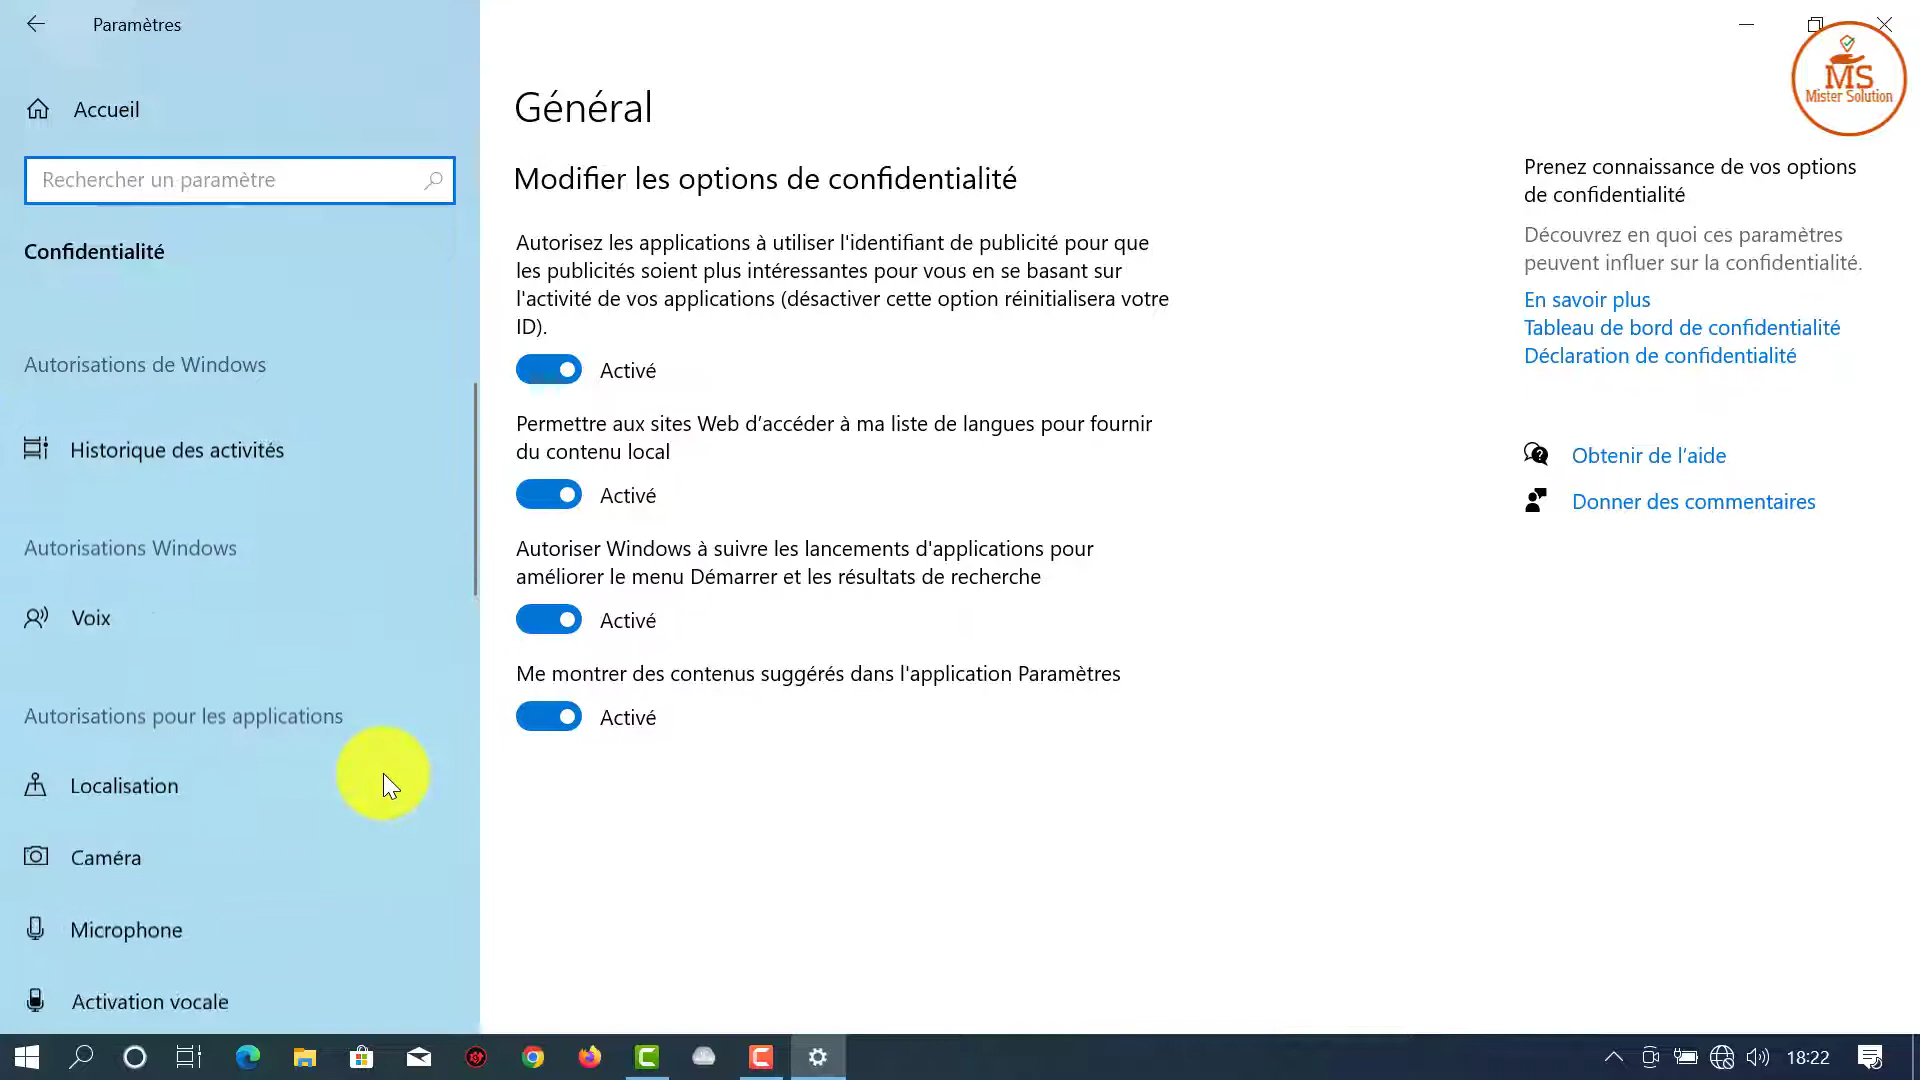 Paramètres
Accueil
Rechercher un paramètre
Confidentialité
Autorisations de Windows
Historique des activités
Autorisations Windows
Voix
Autorisations pour les applications
Localisation
Caméra
Microphone
Activation vocale
Général
Modifier les options de confidentialité
Autorisez les applications à utiliser l'identifiant de publicité pour que
les publicités soient plus intéressantes pour vous en se basant sur
l'activité de vos applications (désactiver cette option réinitialisera votre
ID).
Activé
Permettre aux sites Web d’accéder à ma liste de langues pour fournir
du contenu local
Activé
Autoriser Windows à suivre les lancements d'applications pour
améliorer le menu Démarrer et les résultats de recherche
Activé
Me montrer des contenus suggérés dans l'application Paramètres
Activé
MS
Mister Solution
Prenez connaissance de vos options
de confidentialité
Découvrez en quoi ces paramètres
peuvent influer sur la confidentialité.
En savoir plus
Tableau de bord de confidentialité
Déclaration de confidentialité
Obtenir de l’aide
Donner des commentaires
18:22